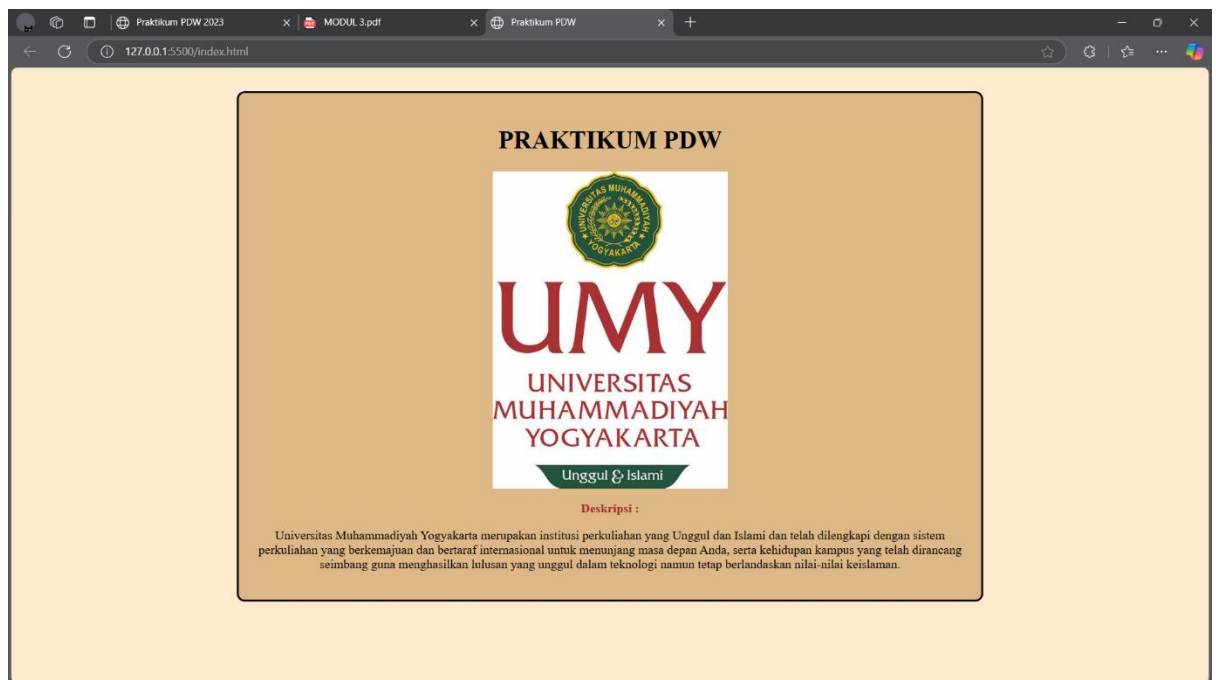 Praktikum PDW 2023
MODUL 3.pdf
Praktikum PDW
127.0.0.1:5500/index.html
PRAKTIKUM PDW
UNIVERSITAS MUHAMMADIYAH
YOGYAKARTA
UMY
UNIVERSITAS
MUHAMMADIYAH
YOGYAKARTA
Unggul & Islami
Deskripsi :
Universitas Muhammadiyah Yogyakarta merupakan institusi perkuliahan yang Unggul dan Islami dan telah dilengkapi dengan sistem
perkuliahan yang berkemajuan dan bertaraf internasional untuk menunjang masa depan Anda, serta kehidupan kampus yang telah dirancang
seimbang guna menghasilkan lulusan yang unggul dalam teknologi namun tetap berlandaskan nilai-nilai keislaman.